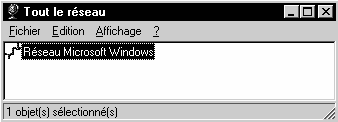 Tout le réseau
Fichier Edition Affichage ?
Réseau Microsoft Windows
1 objet(s) sélectionné(s)